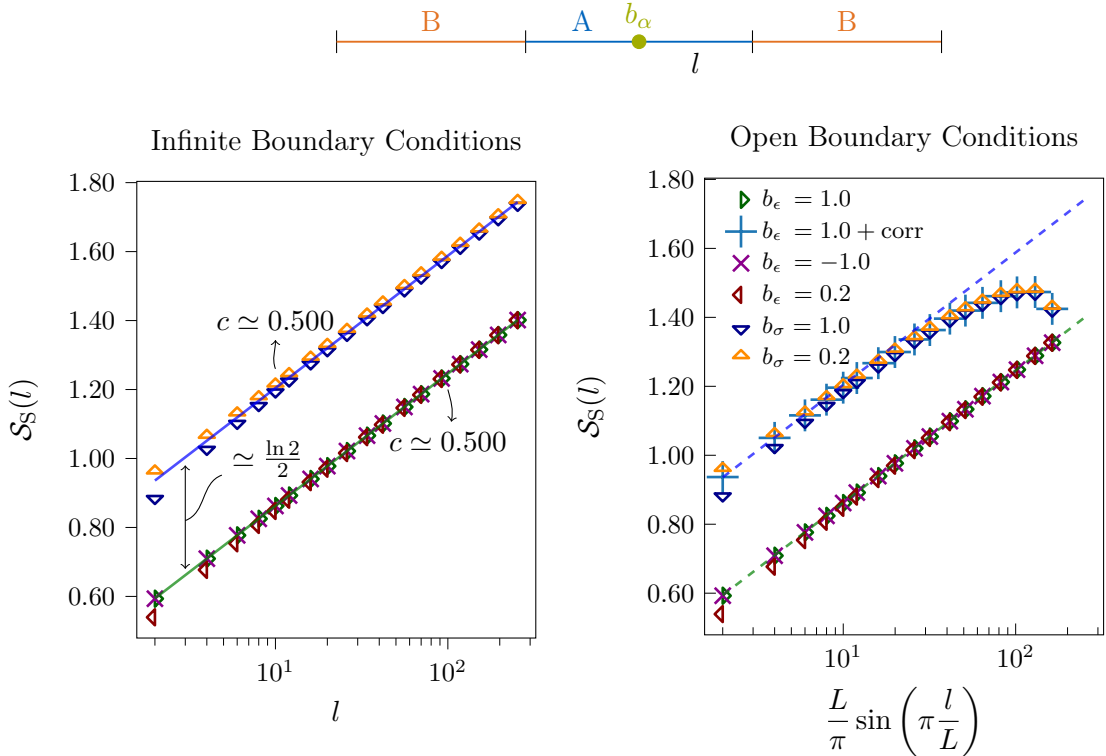 B A b_α B
l
Infinite Boundary Conditions
1.80
1.60
1.40
1.20
1.00
0.80
0.60
S_S(l)
c ≃ 0.500
≃ ln 2 / 2
c ≃ 0.500
10^1 10^2
l
Open Boundary Conditions
1.80
1.60
1.40
1.20
1.00
0.80
0.60
S_S(l)
b_ϵ = 1.0
b_ϵ = 1.0 + corr
b_ϵ = −1.0
b_ϵ = 0.2
b_σ = 1.0
b_σ = 0.2
10^1 10^2
L/π sin (π l/L)